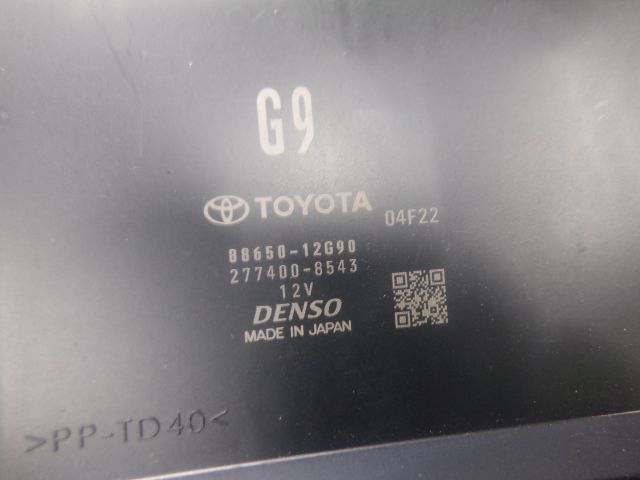 G9
TOYOTA 04F22
88650-12G90
277400-8543
12V
DENSO
MADE IN JAPAN
>PP-TD40<